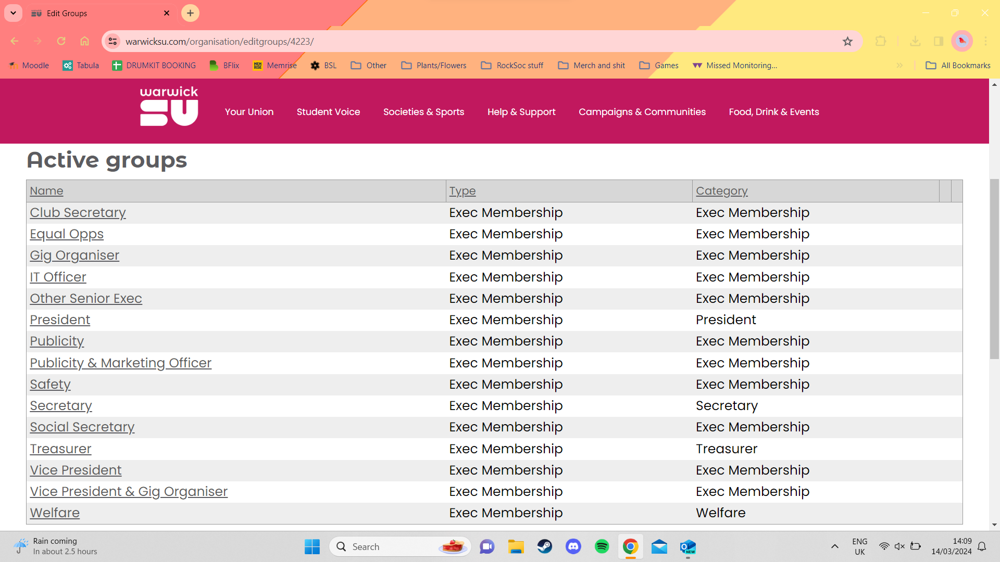 Edit Groups
warwicksu.com/organisation/editgroups/4223/
Moodle Tabula DRUMKIT BOOKING BFlix MEM RISE Memrise BSL Other Plants/Flowers RockSoc stuff Merch and shit Games Missed Monitoring... All Bookmarks
warwick SU
Your Union Student Voice Societies & Sports Help & Support Campaigns & Communities Food, Drink & Events
Active groups
Name Type Category
Club Secretary Exec Membership Exec Membership
Equal Opps Exec Membership Exec Membership
Gig Organiser Exec Membership Exec Membership
IT Officer Exec Membership Exec Membership
Other Senior Exec Exec Membership Exec Membership
President Exec Membership President
Publicity Exec Membership Exec Membership
Publicity & Marketing Officer Exec Membership Exec Membership
Safety Exec Membership Exec Membership
Secretary Exec Membership Secretary
Social Secretary Exec Membership Exec Membership
Treasurer Exec Membership Treasurer
Vice President Exec Membership Exec Membership
Vice President & Gig Organiser Exec Membership Exec Membership
Welfare Exec Membership Welfare
Rain coming
In about 2.5 hours
Search
NEW
ENG
UK
14:09
14/03/2024